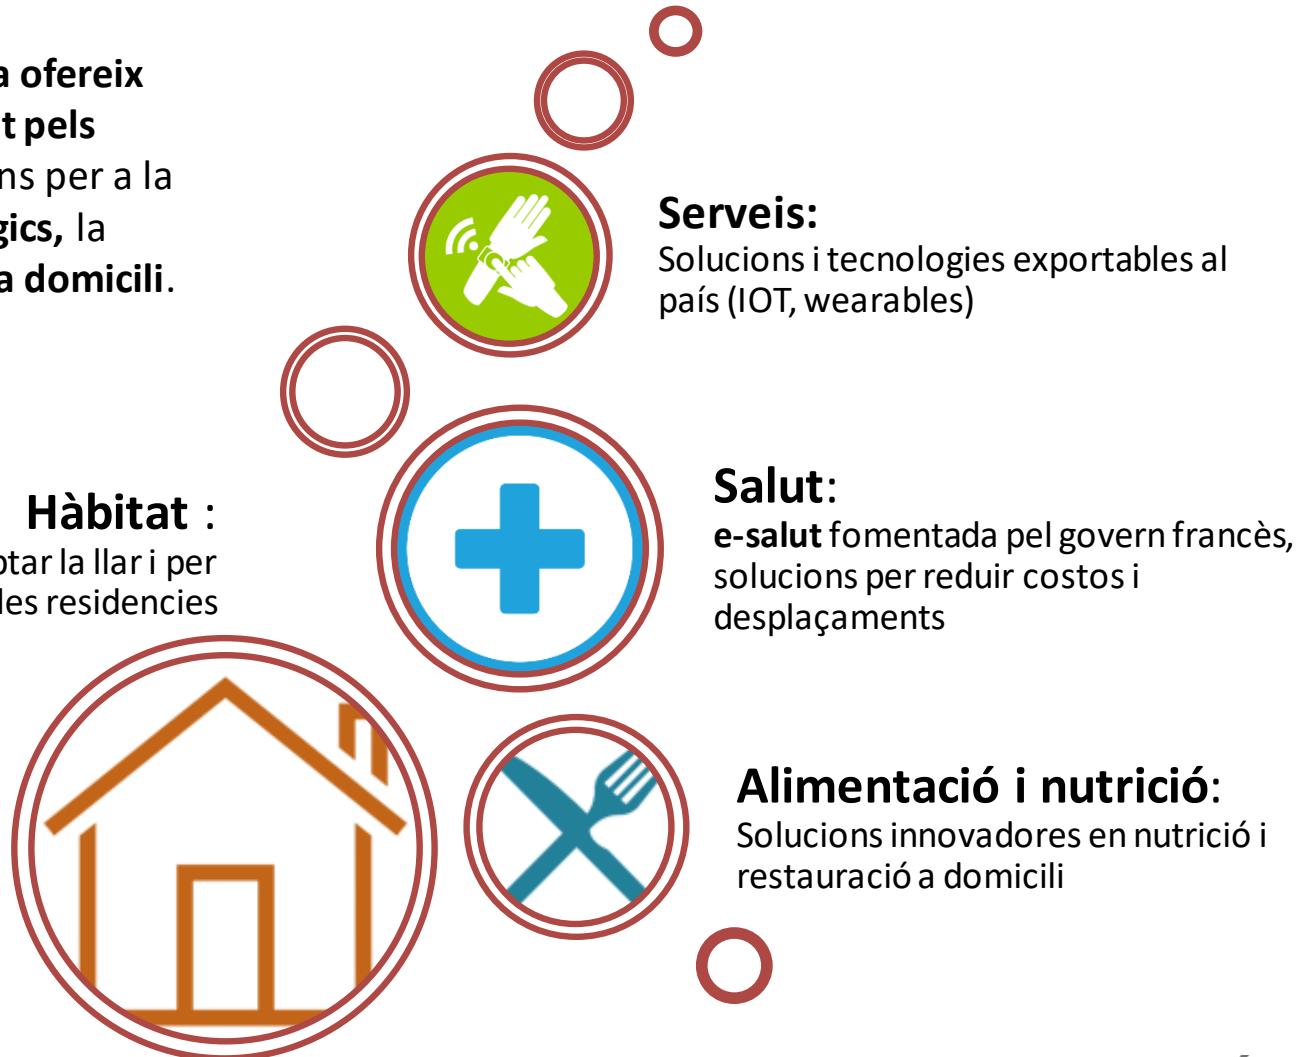 a ofereix
t pels
ns per a la
gics, la
a domicili.
Serveis:
Solucions i tecnologies exportables al
país (IOT, wearables)
Hàbitat :
ptar la llar i per
les residencies
Salut:
e-salut fomentada pel govern francès,
solucions per reduir costos i
desplaçaments
Alimentació i nutrició:
Solucions innovadores en nutrició i
restauració a domicili